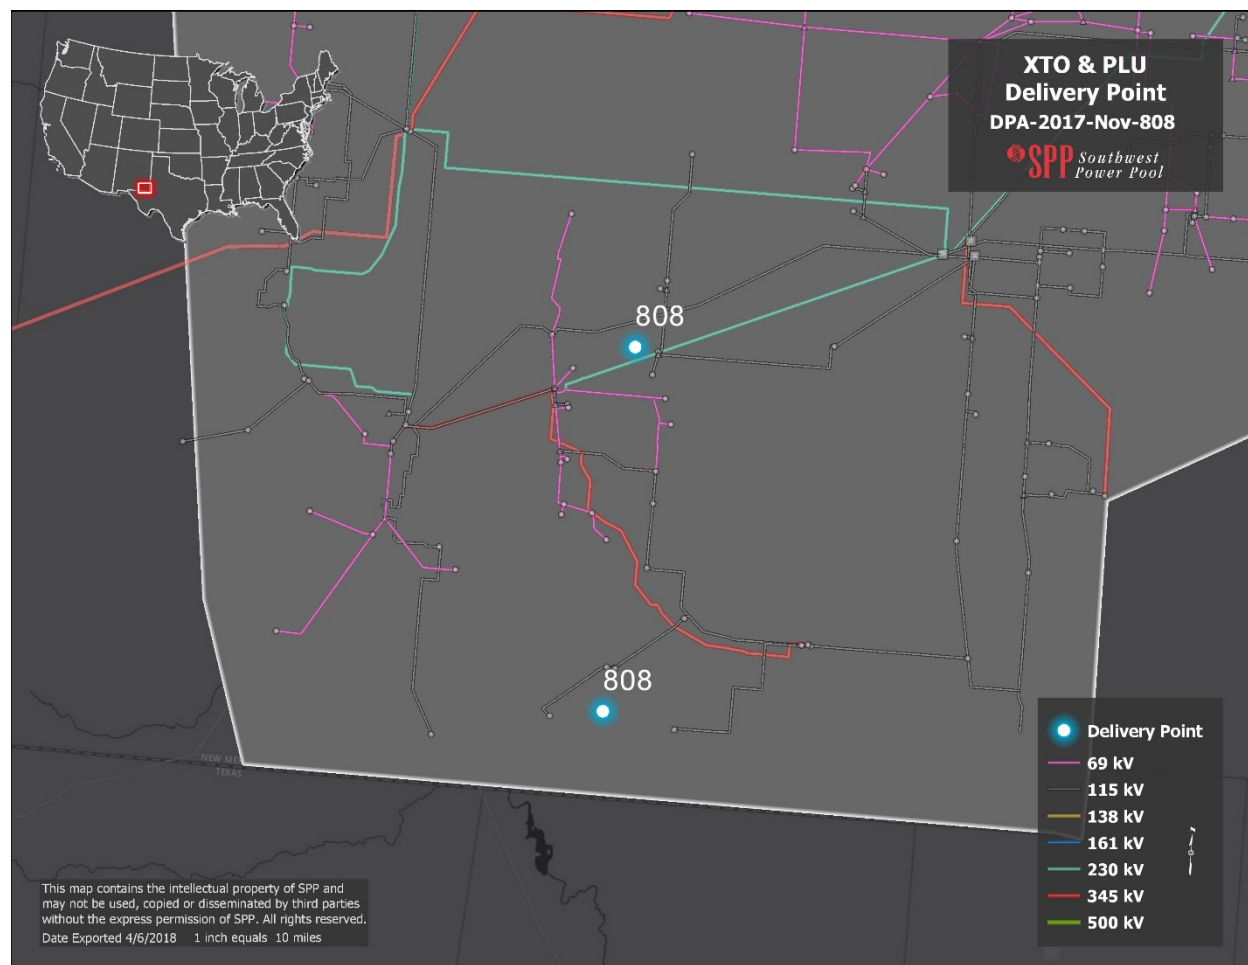 XTO & PLU
Delivery Point
DPA-2017-Nov-808
SPP Southwest
Power Pool
808
808
NEW ME
TEXAS
Delivery Point
69 kV
115 kV
138 kV
161 kV
230 kV
345 kV
500 kV
This map contains the intellectual property of SPP and
may not be used, copied or disseminated by third parties
without the express permission of SPP. All rights reserved.
Date Exported 4/6/2018 1 inch equals 10 miles